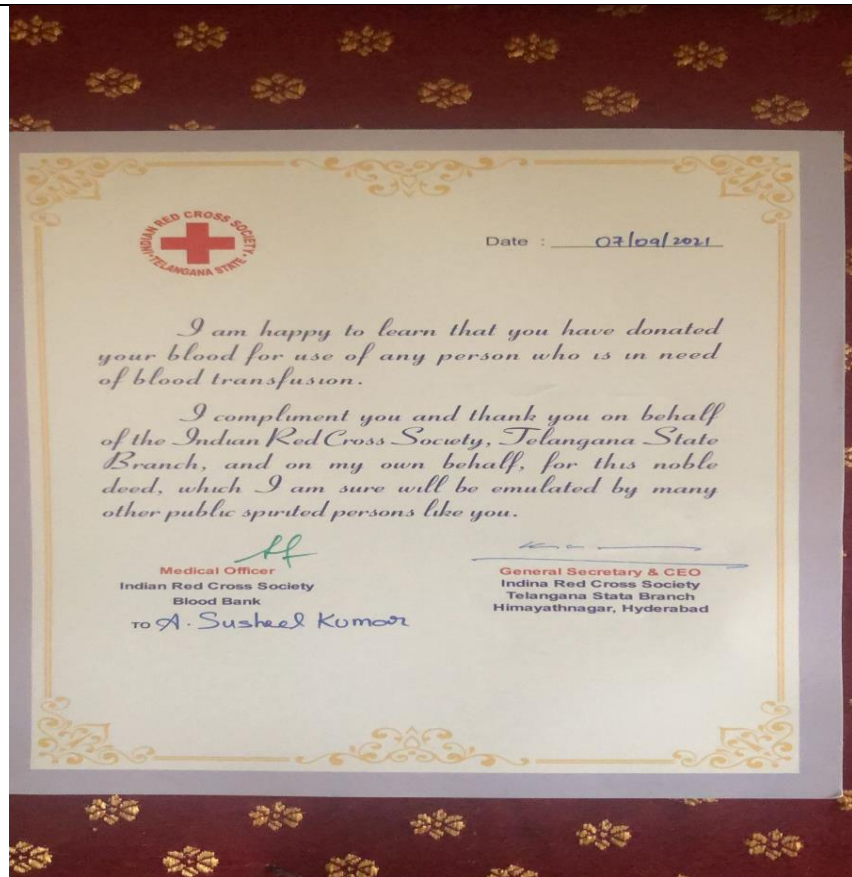 INDIAN RED CROSS SOCIETY
TELANGANA STATE
Date : 07/09/2021
I am happy to learn that you have donated
your blood for use of any person who is in need
of blood transfusion.
I compliment you and thank you on behalf
of the Indian Red Cross Society, Telangana State
Branch, and on my own behalf, for this noble
deed, which I am sure will be emulated by many
other public spirited persons like you.
Medical Officer
Indian Red Cross Society
Blood Bank
TO A. Susheel Kumar
General Secretary & CEO
Indina Red Cross Society
Telangana Stata Branch
Himayathnagar, Hyderabad